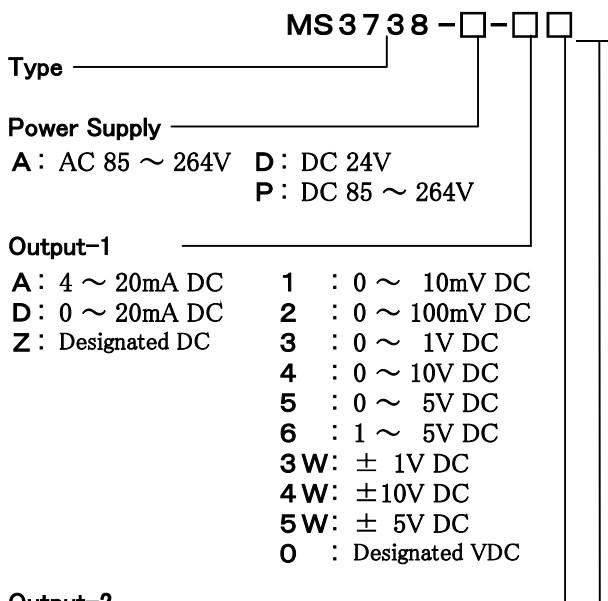 MS3738-□-□□
Type
Power Supply
A: AC 85 ~ 264V D: DC 24V
P: DC 85 ~ 264V
Output-1
A: 4 ~ 20mA DC 1 : 0 ~ 10mV DC
D: 0 ~ 20mA DC 2 : 0 ~ 100mV DC
Z: Designated DC 3 : 0 ~ 1V DC
4 : 0 ~ 10V DC
5 : 0 ~ 5V DC
6 : 1 ~ 5V DC
3W: ± 1V DC
4W: ±10V DC
5W: ± 5V DC
0 : Designated VDC
Output-2